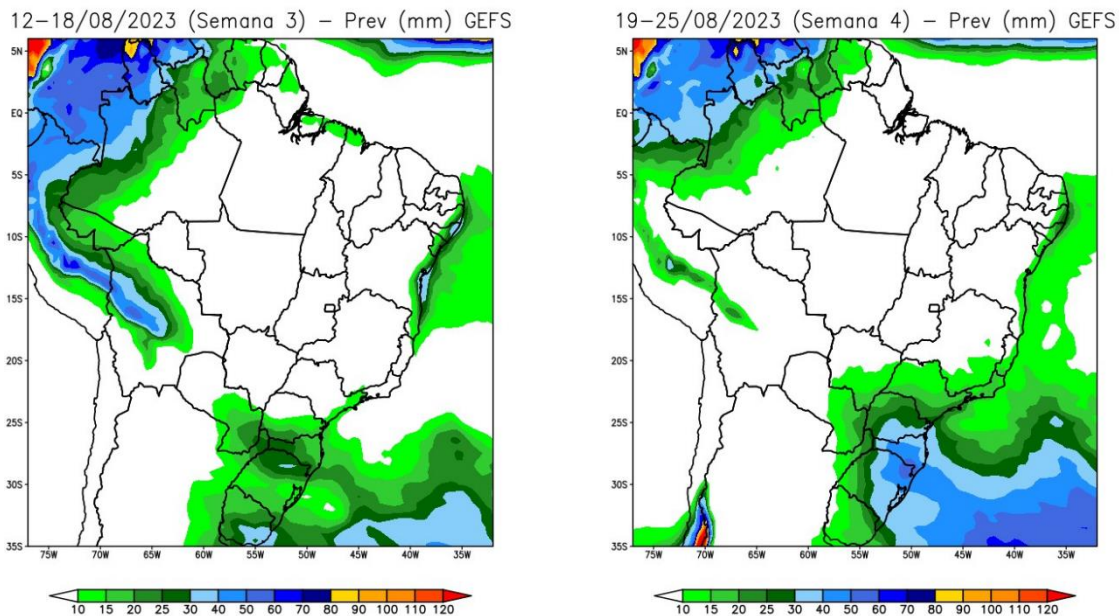 12-18/08/2023 (Semana 3) - Prev (mm) GEFS
5N
EQ
5S
10S
15S
20S
25S
30S
35S
75W 70W 65W 60W 55W 50W 45W 40W 35W
10 15 20 25 30 40 50 60 70 80 90 100 110 120
19-25/08/2023 (Semana 4) - Prev (mm) GEFS
5N
EQ
5S
10S
15S
20S
25S
30S
35S
75W 70W 65W 60W 55W 50W 45W 40W 35W
10 15 20 25 30 40 50 60 70 80 90 100 110 120